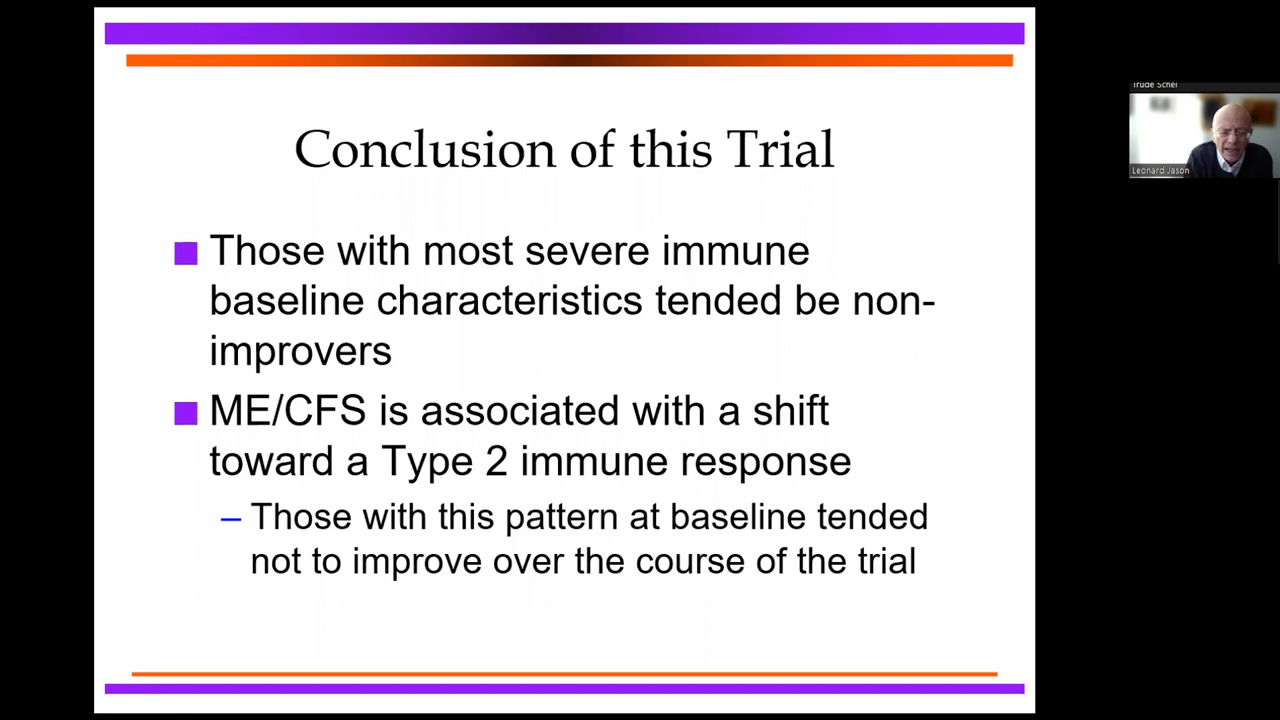 Conclusion of this Trial
Those with most severe immune
baseline characteristics tended be non-
improvers
ME/CFS is associated with a shift
toward a Type 2 immune response
– Those with this pattern at baseline tended
not to improve over the course of the trial
Trude Schei
Leonard Jason